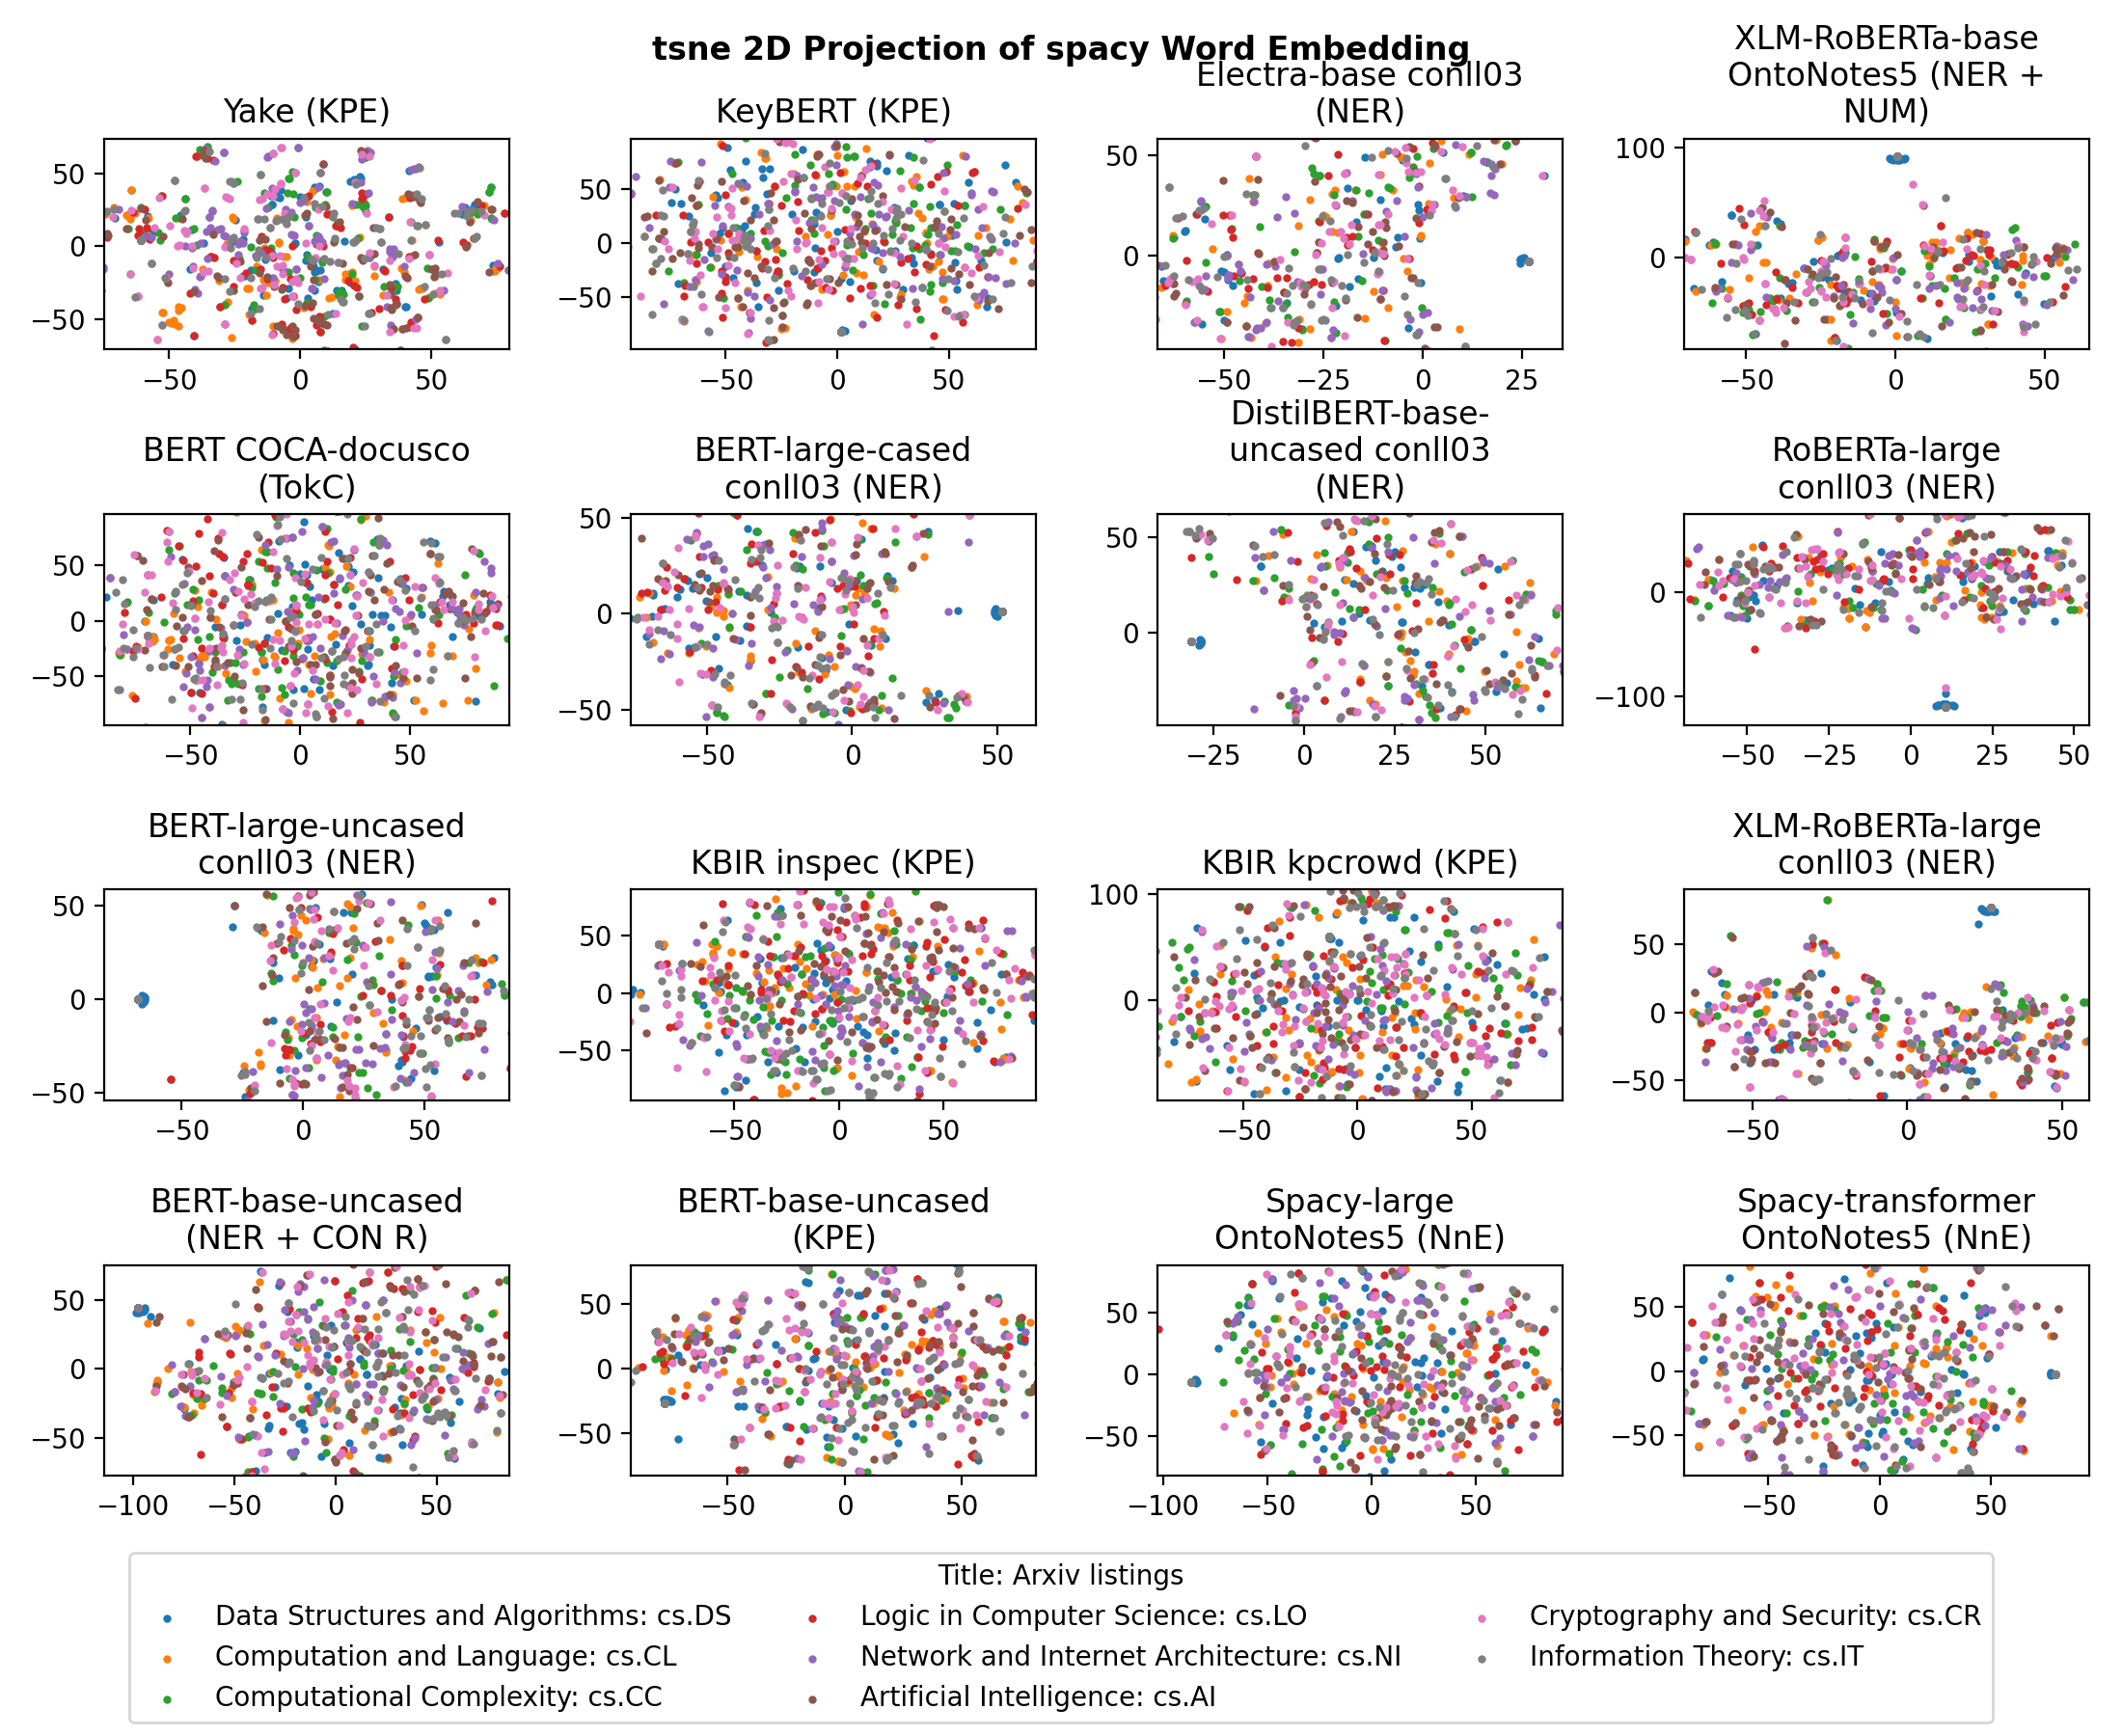 tsne 2D Projection of spacy Word Embedding
Yake (KPE)
50
0
−50
−50 0 50
KeyBERT (KPE)
50
0
−50
−50 0 50
Electra-base conll03
(NER)
50
0
−50 −25 0 25
XLM-RoBERTa-base
OntoNotes5 (NER +
NUM)
100
0
−50 0 50
BERT COCA-docusco
(TokC)
50
0
−50
−50 0 50
BERT-large-cased
conll03 (NER)
50
0
−50
−50 0 50
DistilBERT-base-
uncased conll03
(NER)
50
0
−25 0 25 50
RoBERTa-large
conll03 (NER)
0
−100
−50 −25 0 25 50
BERT-large-uncased
conll03 (NER)
50
0
−50
−50 0 50
KBIR inspec (KPE)
50
0
−50
−50 0 50
KBIR kpcrowd (KPE)
100
0
−50 0 50
XLM-RoBERTa-large
conll03 (NER)
50
0
−50
−50 0 50
BERT-base-uncased
(NER + CON R)
50
0
−50
−100 −50 0 50
BERT-base-uncased
(KPE)
50
0
−50
−50 0 50
Spacy-large
OntoNotes5 (NnE)
50
0
−50
−100 −50 0 50
Spacy-transformer
OntoNotes5 (NnE)
50
0
−50
−50 0 50
Title: Arxiv listings
Data Structures and Algorithms: cs.DS
Computation and Language: cs.CL
Computational Complexity: cs.CC
Logic in Computer Science: cs.LO
Network and Internet Architecture: cs.NI
Artificial Intelligence: cs.AI
Cryptography and Security: cs.CR
Information Theory: cs.IT